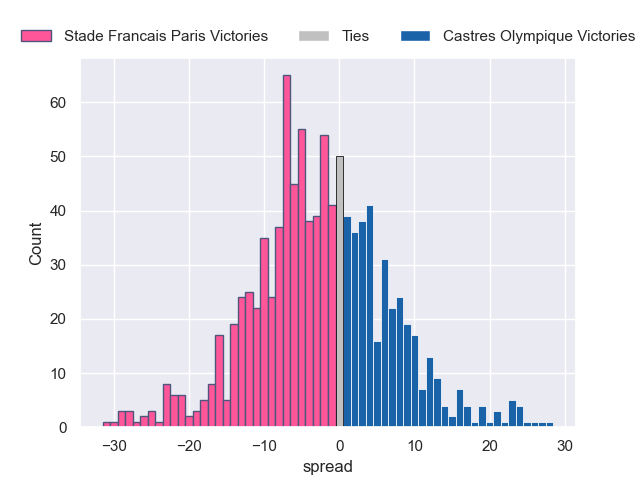 Stade Francais Paris Victories Ties Castres Olympique Victories
60
50
40
30
20
10
0
Count
−30 −20 −10 0 10 20 30
spread